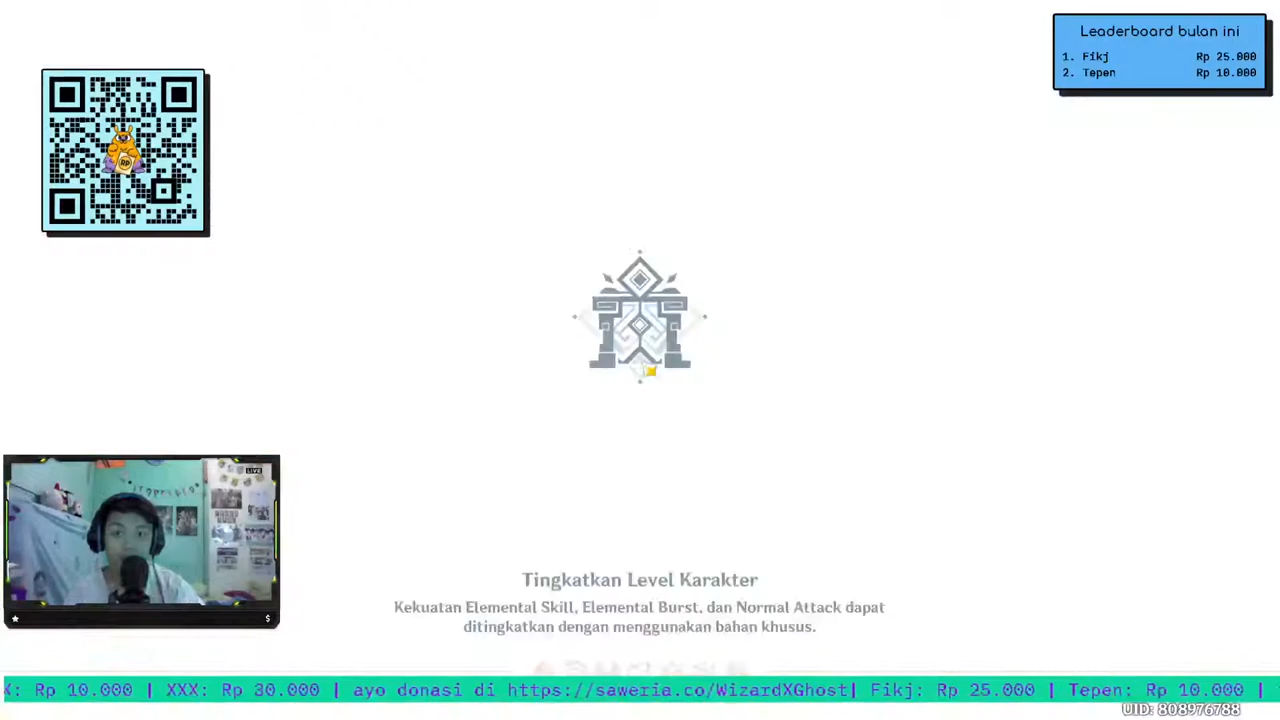 Leaderboard bulan ini
1. Fikj Rp 25.000
2. Tepen Rp 10.000
RP
LIVE
Tingkatkan Level Karakter
Kekuatan Elemental Skill, Elemental Burst, dan Normal Attack dapat
ditingkatkan dengan menggunakan bahan khusus.
X: Rp 10.000 | XXX: Rp 30.000 | ayo donasi di https://saweria.co/WizardXGhost| Fikj: Rp 25.000 | Tepen: Rp 10.000 |
UID: 808976788